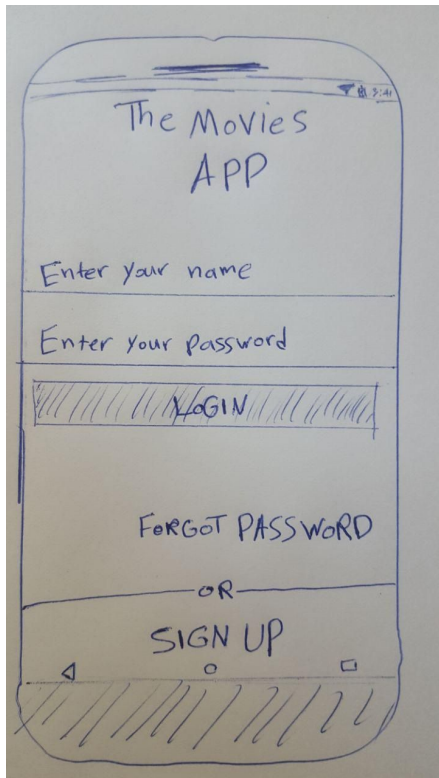 The Movies
APP
Enter your name
Enter your password
LOGIN
FORGOT PASSWORD
OR
SIGN UP